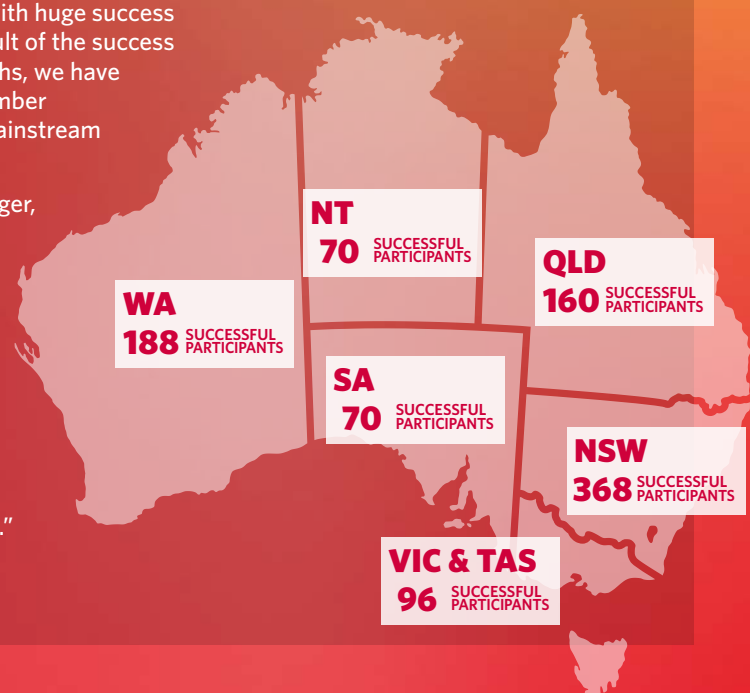 ith huge success
ult of the success
hs, we have
mber
ainstream
ger,
."
NT
70 SUCCESSFUL
PARTICIPANTS
QLD
160 SUCCESSFUL
PARTICIPANTS
WA
188 SUCCESSFUL
PARTICIPANTS
SA
70 SUCCESSFUL
PARTICIPANTS
NSW
368 SUCCESSFUL
PARTICIPANTS
VIC & TAS
96 SUCCESSFUL
PARTICIPANTS